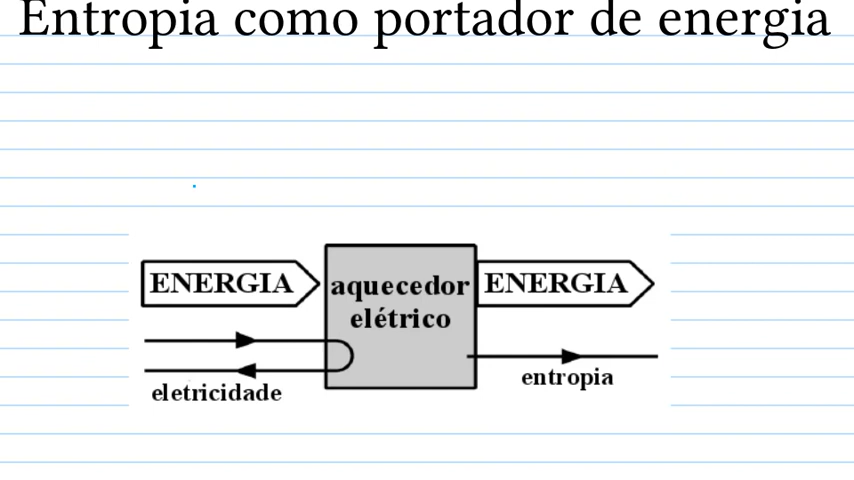 Entropia como portador de energia
ENERGIA
aquecedor
elétrico
ENERGIA
eletricidade
entropia